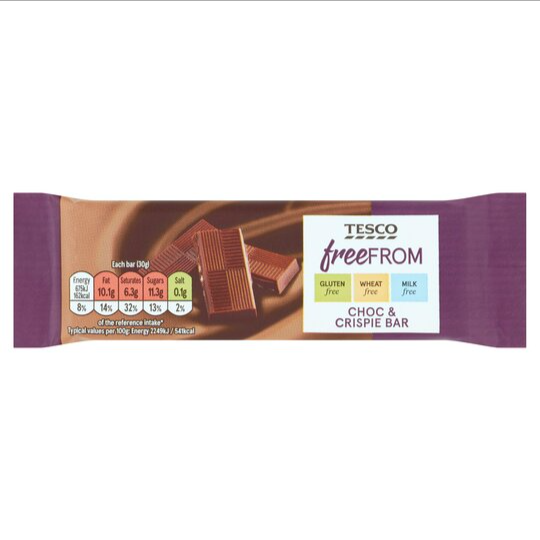 TESCO
freeFROM
GLUTEN
free
WHEAT
free
MILK
free
CHOC &
CRISPIE BAR
Each bar (30g)
Energy
675kJ
162kcal
8%
Fat
10.1g
14%
Saturates
6.3g
32%
Sugars
11.3g
13%
Salt
0.1g
2%
of the reference intake*
Typical values per 100g: Energy 2249kJ / 541kcal